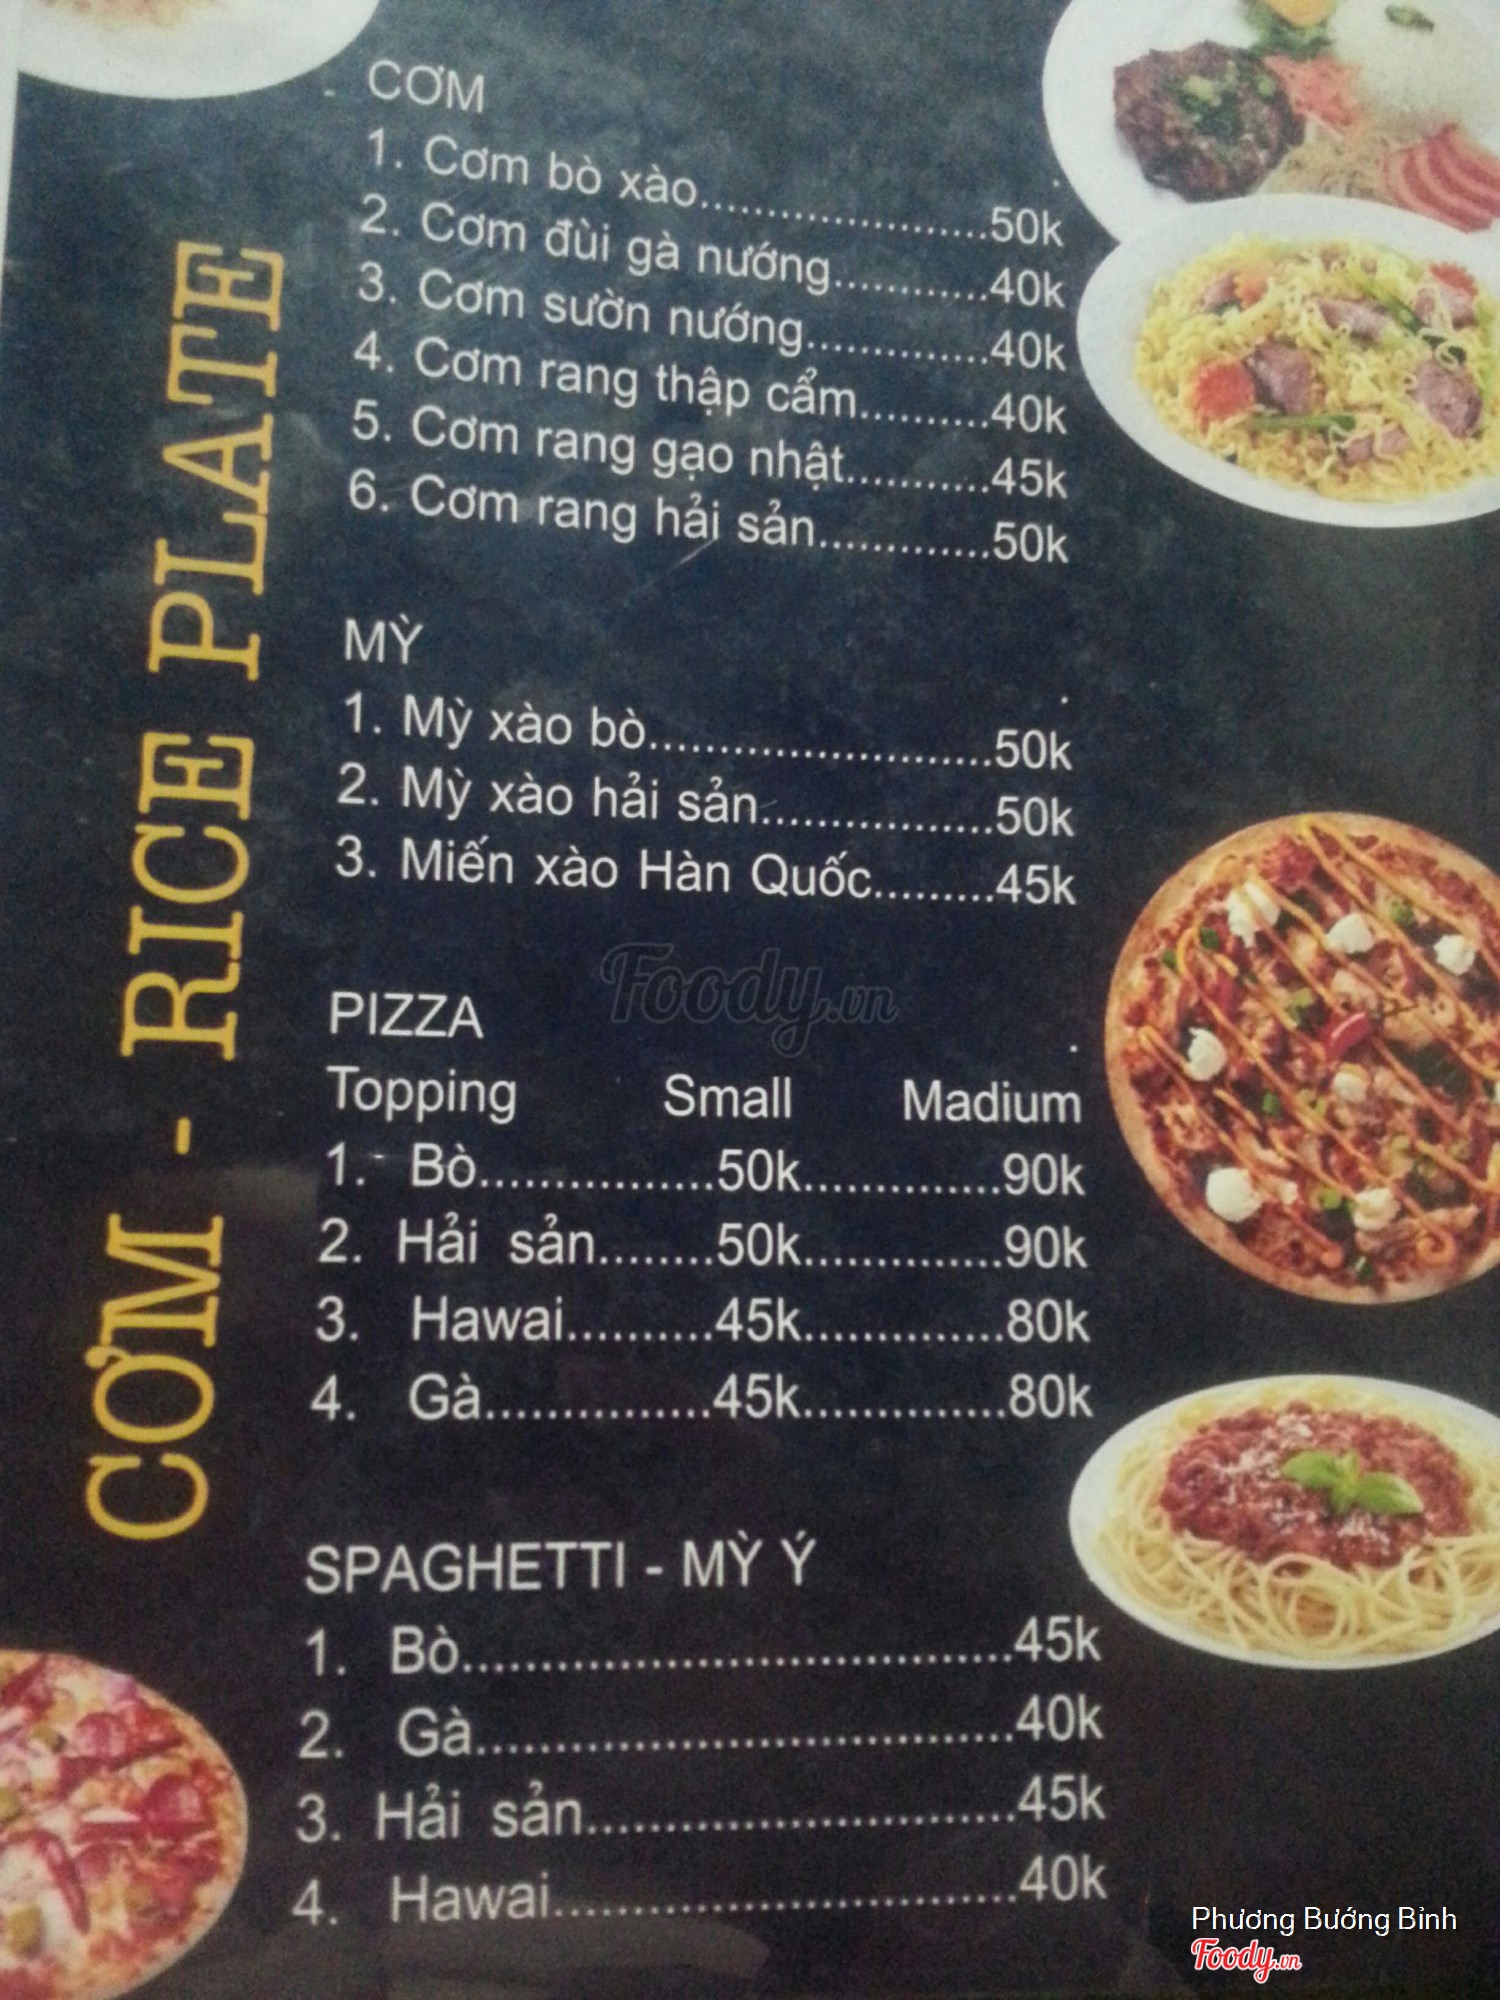 CƠM - RICE PLATE
CƠM
1. Cơm bò xào.....................50k
2. Cơm đùi gà nướng............40k
3. Cơm sườn nướng..............40k
4. Cơm rang thập cẩm..........40k
5. Cơm rang gạo nhật...........45k
6. Cơm rang hải sản.............50k
MỲ
1. Mỳ xào bò........................50k
2. Mỳ xào hải sản.................50k
3. Miến xào Hàn Quốc.........45k
PIZZA
Topping Small Madium
1. Bò................50k.............90k
2. Hải sản........50k.............90k
3. Hawai..........45k.............80k
4. Gà...............45k.............80k
SPAGHETTI - MỲ Ý
1. Bò...................................45k
2. Gà..................................40k
3. Hải sản...........................45k
4. Hawai.............................40k
Foody.vn
Phương Bướng Bỉnh
Foody.vn